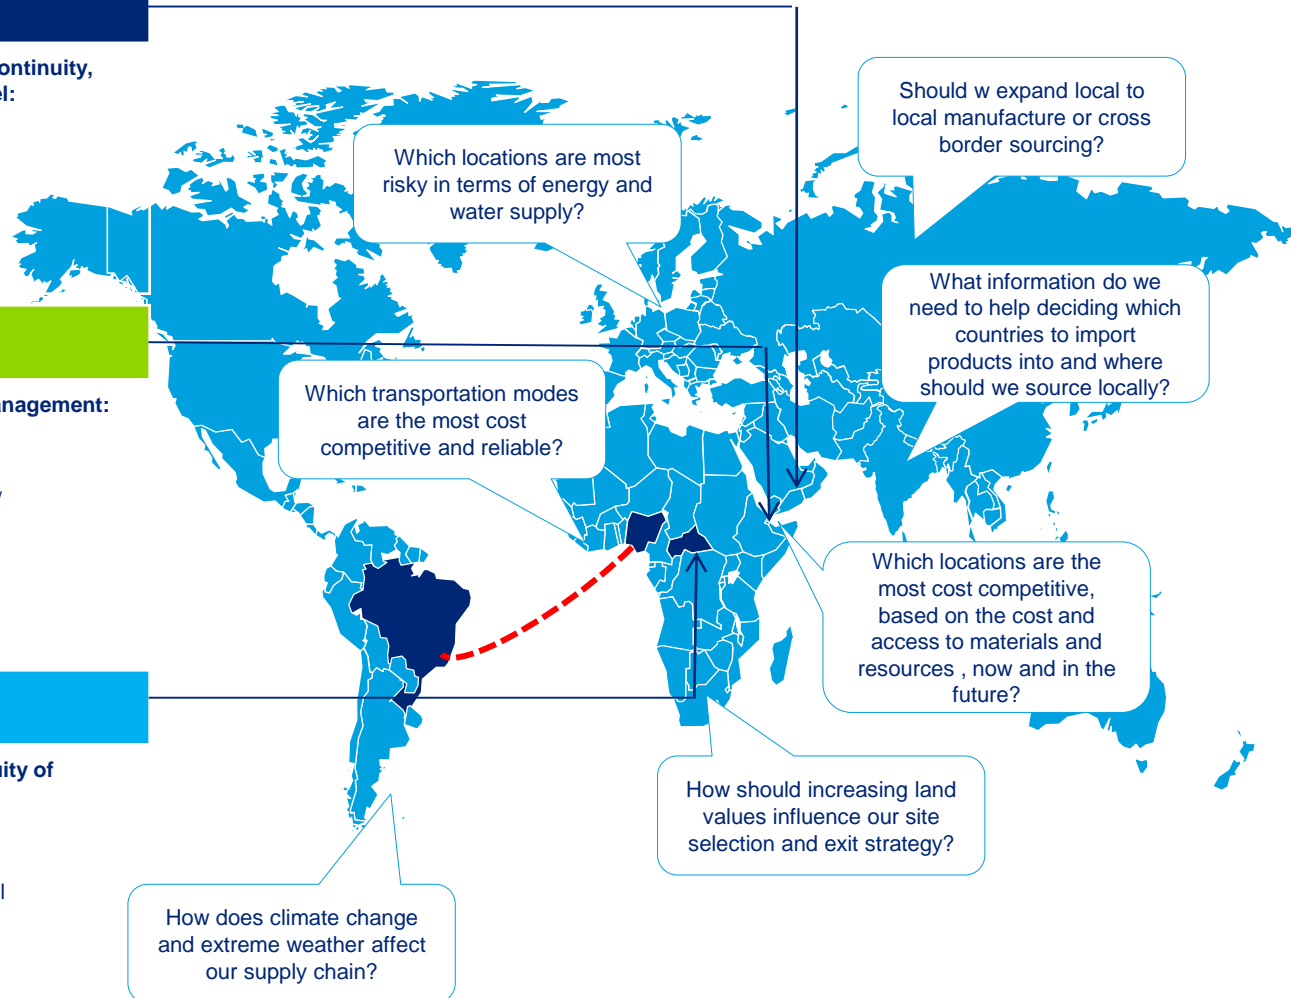 ontinuity,
el:
Should w expand local to
local manufacture or cross
border sourcing?
Which locations are most
risky in terms of energy and
water supply?
What information do we
need to help deciding which
countries to import
products into and where
should we source locally?
anagement:
Which transportation modes
are the most cost
competitive and reliable?
y
Which locations are the
most cost competitive,
based on the cost and
access to materials and
resources , now and in the
future?
uity of
How should increasing land
values influence our site
selection and exit strategy?
l
How does climate change
and extreme weather affect
our supply chain?